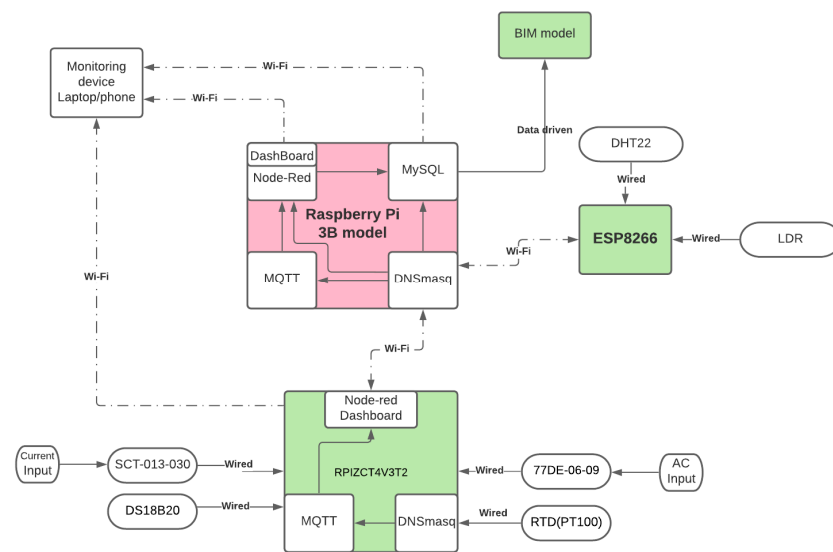 BIM model
Monitoring
device
Laptop/phone
Wi-Fi
Wi-Fi
Data driven
DHT22
DashBoard
Node-Red
MySQL
Wired
Raspberry Pi
3B model
ESP8266
Wired
LDR
Wi-Fi
Wi-Fi
MQTT
DNSmasq
Wi-Fi
Node-red
Dashboard
Current
Input
SCT-013-030
Wired
RPIZCT4V3T2
Wired
77DE-06-09
AC
Input
DS18B20
Wired
MQTT
DNSmasq
Wired
RTD(PT100)